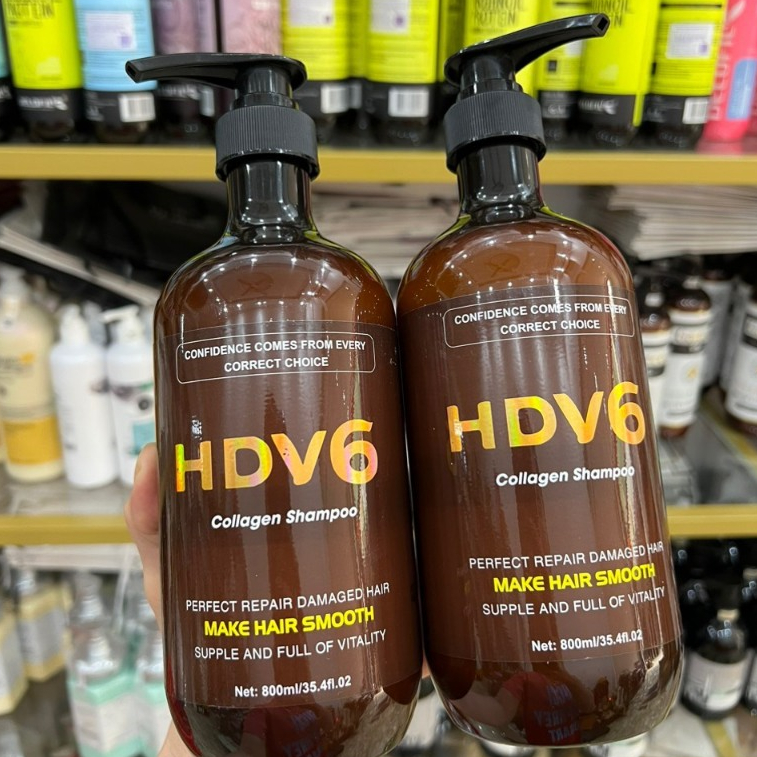 CONFIDENCE COMES FROM EVERY
CORRECT CHOICE
HDV6
Collagen Shampoo
PERFECT REPAIR DAMAGED HAIR
MAKE HAIR SMOOTH
SUPPLE AND FULL OF VITALITY
Net: 800ml/35.4fl.02
CONFIDENCE COMES FROM EVERY
CORRECT CHOICE
HDV6
Collagen Shampoo
PERFECT REPAIR DAMAGED HAIR
MAKE HAIR SMOOTH
SUPPLE AND FULL OF VITALITY
Net: 800ml/35.4fl.02